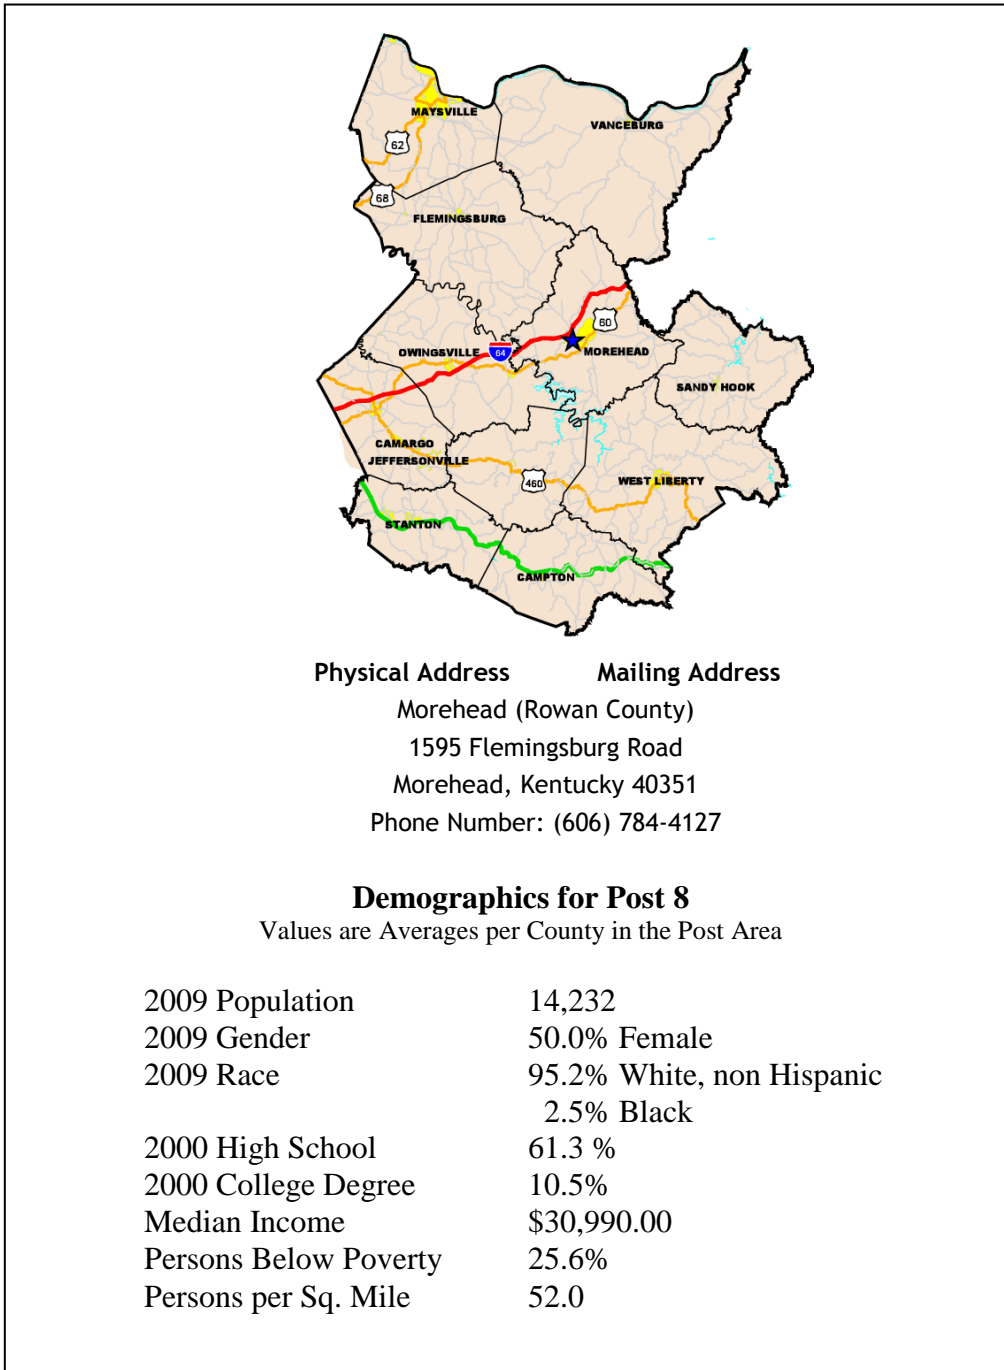 MAYSVILLE
VANCEBURG
62
68
FLEMINGSBURG
60
OWINGSVILLE
64
MOREHEAD
SANDY HOOK
CAMARGO
JEFFERSONVILLE
460
WEST LIBERTY
STANTON
CAMPTON
Physical Address Mailing Address
Morehead (Rowan County)
1595 Flemingsburg Road
Morehead, Kentucky 40351
Phone Number: (606) 784-4127
Demographics for Post 8
Values are Averages per County in the Post Area
2009 Population 14,232
2009 Gender 50.0% Female
2009 Race 95.2% White, non Hispanic
2.5% Black
2000 High School 61.3 %
2000 College Degree 10.5%
Median Income $30,990.00
Persons Below Poverty 25.6%
Persons per Sq. Mile 52.0